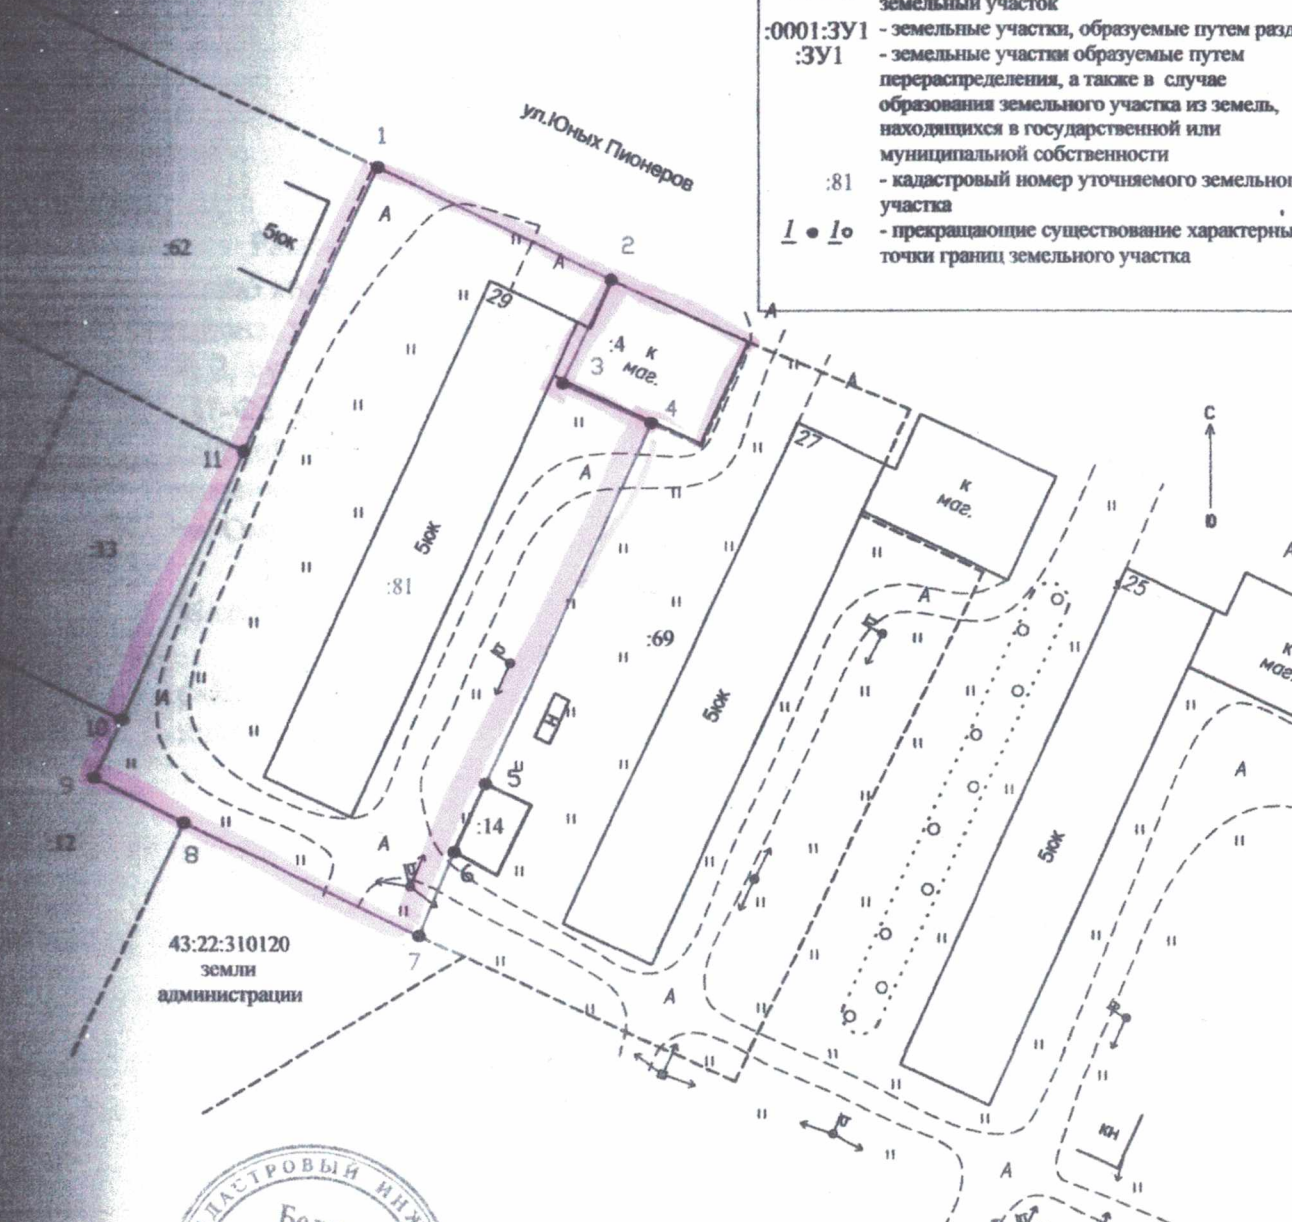 земельный участок
:0001:ЗУ1 - земельные участки, образуемые путем разд
:ЗУ1 - земельные участки образуемые путем
перераспределения, а также в случае
образования земельного участка из земель,
находящихся в государственной или
муниципальной собственности
:81 - кадастровый номер уточняемого земельно
участка
1 1 - прекращающие существование характерны
точки границ земельного участка
ул.Юных Пионеров
1
А
5юк
:62
2
А
29
:4
к
маг.
3
4
А
А
С
Ю
27
к
маг.
11
А
5юк
:81
:33
:69
А
25
к
маг.
А
5юк
Н
10
А
9
5
:14
А
5юк
:12
8
А
6
7
43:22:310120
земли
администрации
А
кн
А
КАДАСТРОВЫЙ ИНЖ